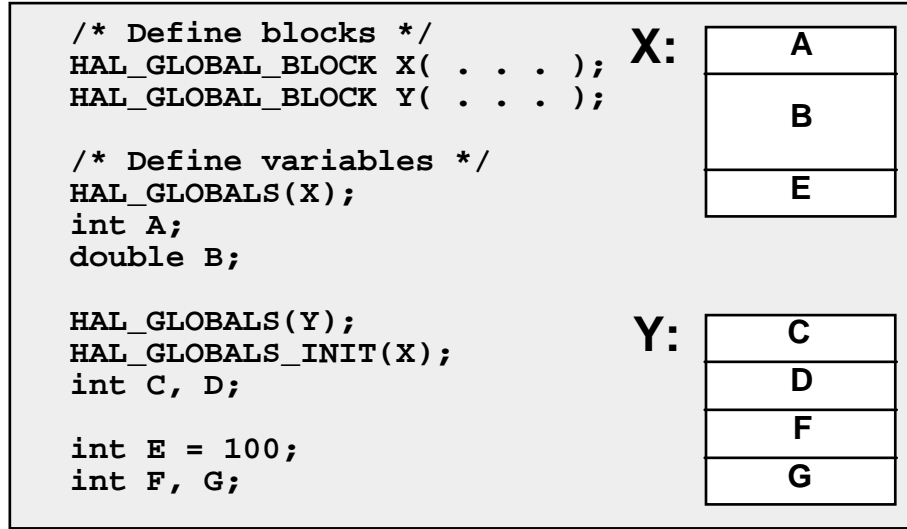 /* Define blocks */
HAL_GLOBAL_BLOCK X( . . . );
HAL_GLOBAL_BLOCK Y( . . . );
/* Define variables */
HAL_GLOBALS(X);
int A;
double B;
HAL_GLOBALS(Y);
HAL_GLOBALS_INIT(X);
int C, D;
int E = 100;
int F, G;
X:
A
B
E
Y:
C
D
F
G